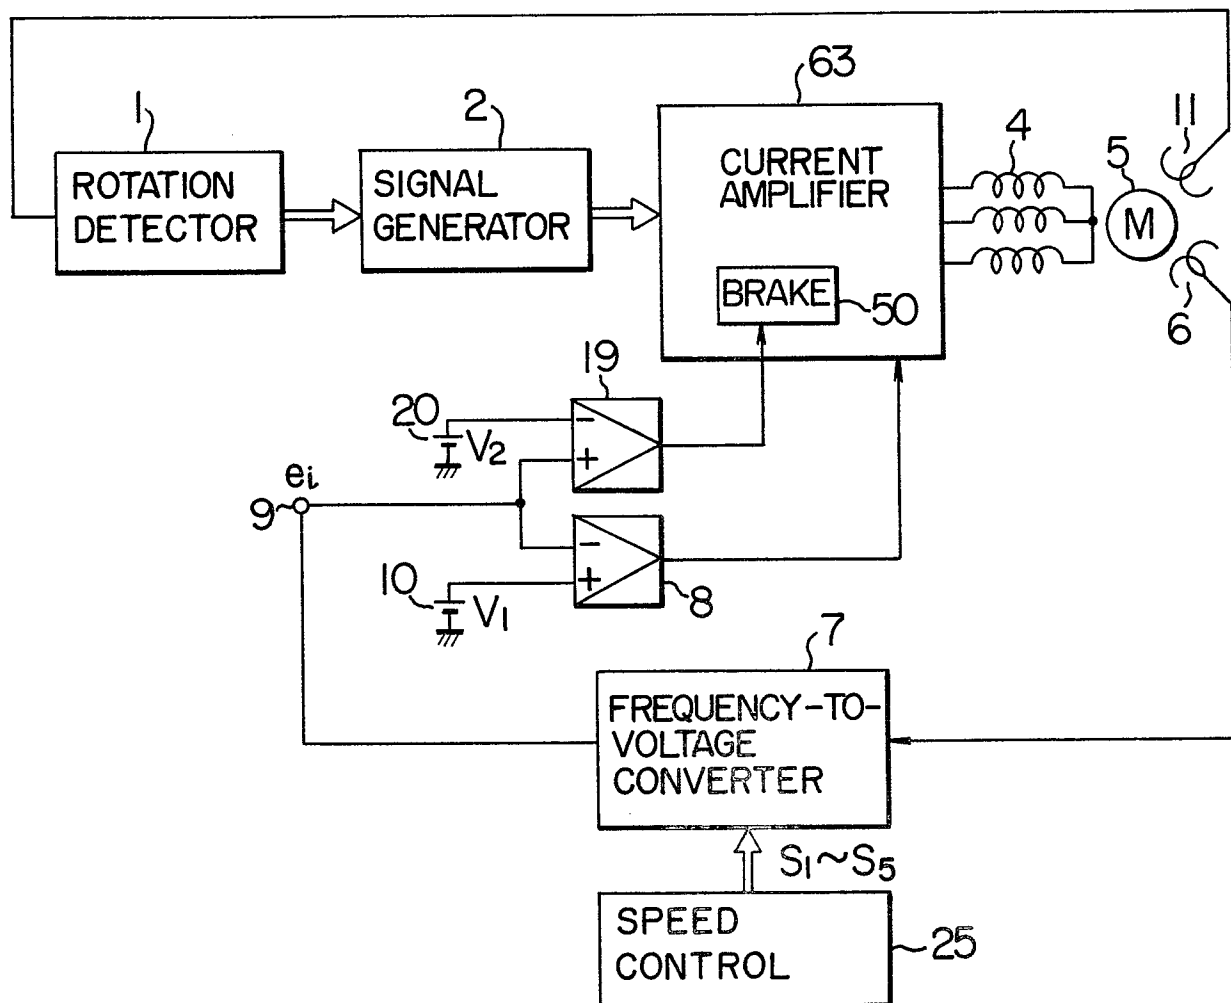 63
1
2
11
4
5
ROTATION
DETECTOR
SIGNAL
GENERATOR
CURRENT
AMPLIFIER
M
BRAKE
50
6
19
20
V2
−
+
ei
9
−
+
10
V1
8
7
FREQUENCY-TO-
VOLTAGE
CONVERTER
S1~S5
SPEED
CONTROL
25